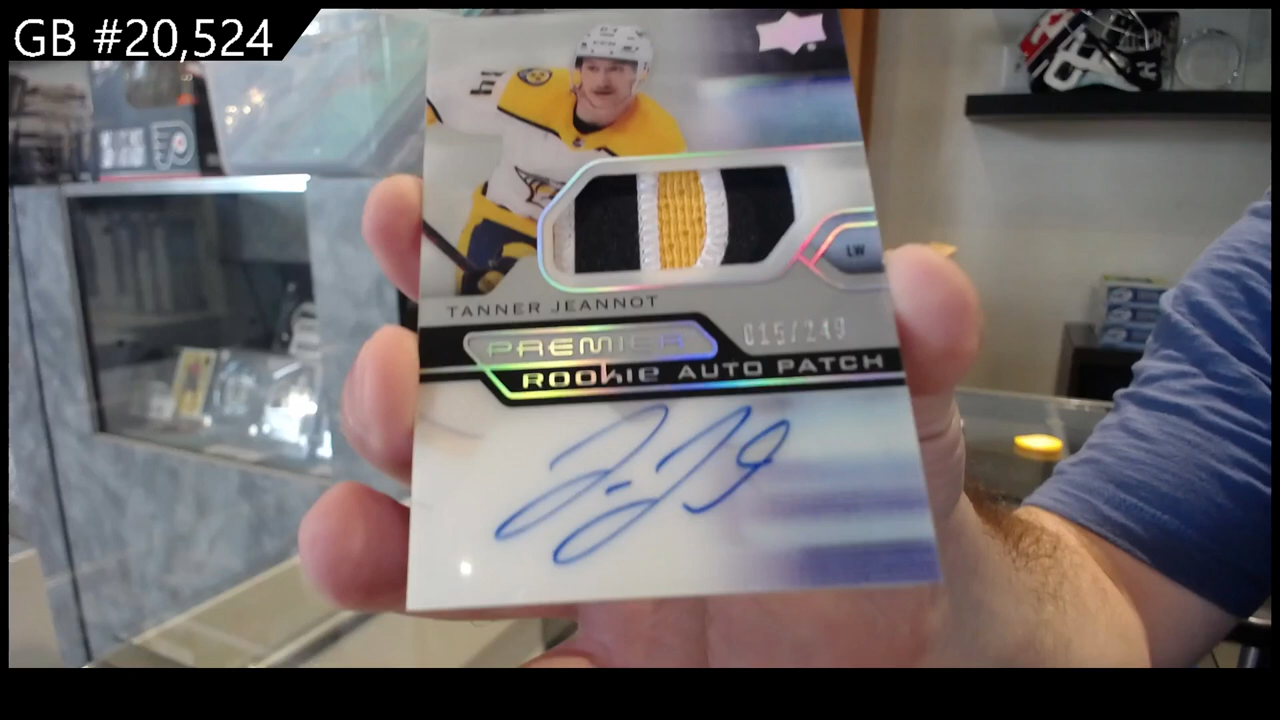 GB #20,524
LW
TANNER JEANNOT
015/249
PREMIER
ROOKIE AUTO PATCH